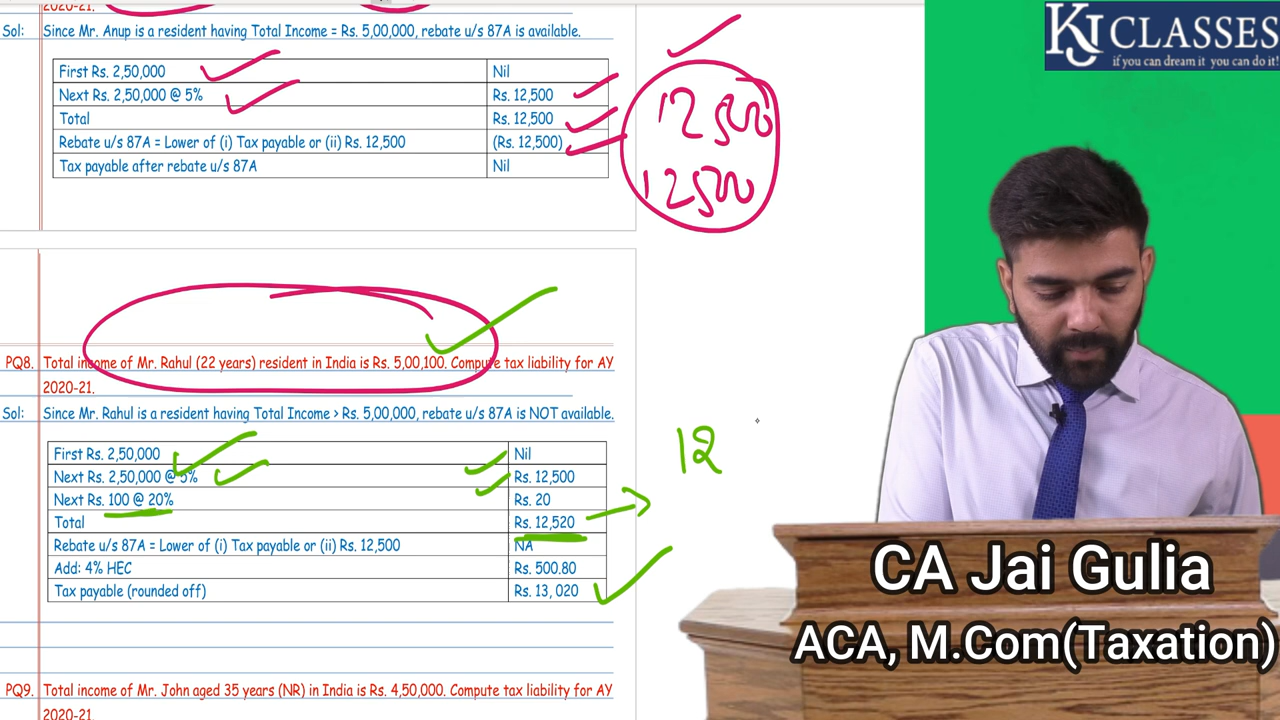 2020-21.
Sol: Since Mr. Anup is a resident having Total Income = Rs. 5,00,000, rebate u/s 87A is available.
First Rs. 2,50,000 Nil
Next Rs. 2,50,000 @ 5% Rs. 12,500
Total Rs. 12,500
Rebate u/s 87A = Lower of (i) Tax payable or (ii) Rs. 12,500 (Rs. 12,500)
Tax payable after rebate u/s 87A Nil
12500
12500
KJ CLASSES
if you can dream it you can do it!
PQ8. Total income of Mr. Rahul (22 years) resident in India is Rs. 5,00,100. Compute tax liability for AY
2020-21.
Sol: Since Mr. Rahul is a resident having Total Income > Rs. 5,00,000, rebate u/s 87A is NOT available.
First Rs. 2,50,000 Nil
Next Rs. 2,50,000 @ 5% Rs. 12,500
Next Rs. 100 @ 20% Rs. 20
Total Rs. 12,520
Rebate u/s 87A = Lower of (i) Tax payable or (ii) Rs. 12,500 NA
Add: 4% HEC Rs. 500.80
Tax payable (rounded off) Rs. 13, 020
12
PQ9. Total income of Mr. John aged 35 years (NR) in India is Rs. 4,50,000. Compute tax liability for AY
2020-21.
CA Jai Gulia
ACA, M.Com(Taxation)